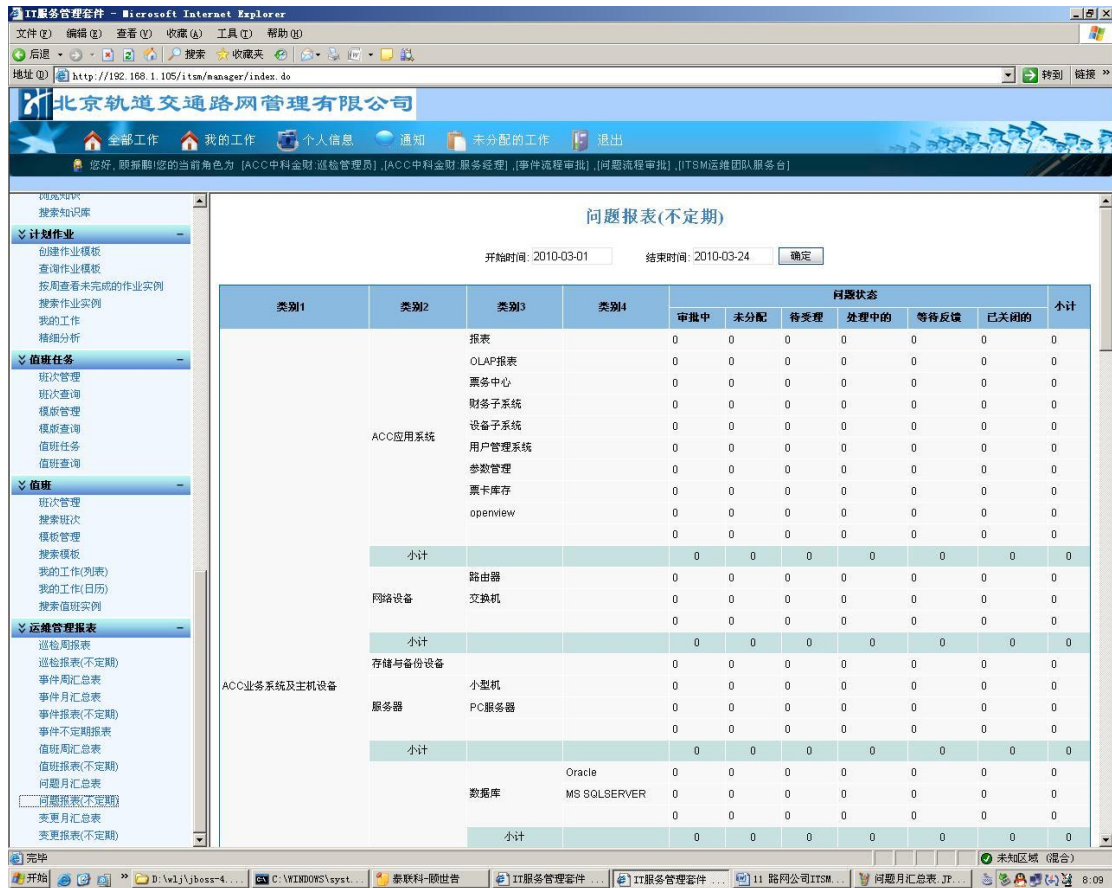 IT服务管理套件 - Microsoft Internet Explorer
文件(F) 编辑(E) 查看(V) 收藏(A) 工具(T) 帮助(H)
后退 搜索 收藏夹
地址(D) http://192.168.1.105/itsm/manager/index.do 转到 链接 »
北京轨道交通路网管理有限公司
全部工作 我的工作 个人信息 通知 未分配的工作 退出
您好,顾振鹏!您的当前角色为 [ACC中科金财:巡检管理员],[ACC中科金财:服务经理],[事件流程审批],[问题流程审批],[ITSM运维团队服务台]
浏览知识
搜索知识库
计划作业
创建作业模板
查询作业模板
按周查看未完成的作业实例
搜索作业实例
我的工作
精细分析
值班任务
班次管理
班次查询
模版管理
模版查询
值班任务
值班查询
值班
班次管理
搜索班次
模板管理
搜索模板
我的工作(列表)
我的工作(日历)
搜索值班实例
运维管理报表
巡检周报表
巡检报表(不定期)
事件周汇总表
事件月汇总表
事件报表(不定期)
事件不定期报表
值班周汇总表
值班报表(不定期)
问题月汇总表
问题报表(不定期)
变更月汇总表
变更报表(不定期)
问题报表(不定期)
开始时间: 2010-03-01 结束时间: 2010-03-24 确定
类别1 类别2 类别3 类别4 问题状态 小计
审批中 未分配 待受理 处理中的 等待反馈 已关闭的
报表 0 0 0 0 0 0 0
OLAP报表 0 0 0 0 0 0 0
票务中心 0 0 0 0 0 0 0
财务子系统 0 0 0 0 0 0 0
设备子系统 0 0 0 0 0 0 0
ACC应用系统
用户管理系统 0 0 0 0 0 0 0
参数管理 0 0 0 0 0 0 0
票卡库存 0 0 0 0 0 0 0
openview 0 0 0 0 0 0 0
0 0 0 0 0 0 0
小计 0 0 0 0 0 0 0
路由器 0 0 0 0 0 0 0
网络设备 交换机 0 0 0 0 0 0 0
0 0 0 0 0 0 0
小计 0 0 0 0 0 0 0
存储与备份设备 0 0 0 0 0 0 0
ACC业务系统及主机设备 小型机 0 0 0 0 0 0 0
服务器 PC服务器 0 0 0 0 0 0 0
0 0 0 0 0 0 0
小计 0 0 0 0 0 0 0
Oracle 0 0 0 0 0 0 0
数据库 MS SQLSERVER 0 0 0 0 0 0 0
0 0 0 0 0 0 0
小计 0 0 0 0 0 0 0
完毕 未知区域 (混合)
开始 » D:\wlj\jboss-4.... C:\WINDOWS\syst... 泰联科-顾世昔 IT服务管理套件 ... IT服务管理套件 ... 11 路网公司ITSM... 问题月汇总表.JP... 8:09